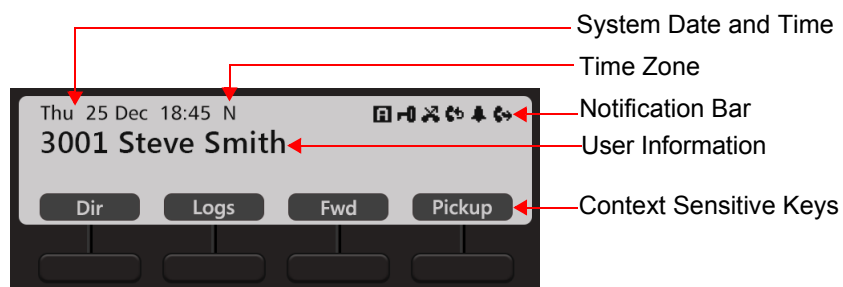 System Date and Time
Time Zone
Thu 25 Dec 18:45 N
Notification Bar
3001 Steve Smith
User Information
Dir Logs Fwd Pickup
Context Sensitive Keys